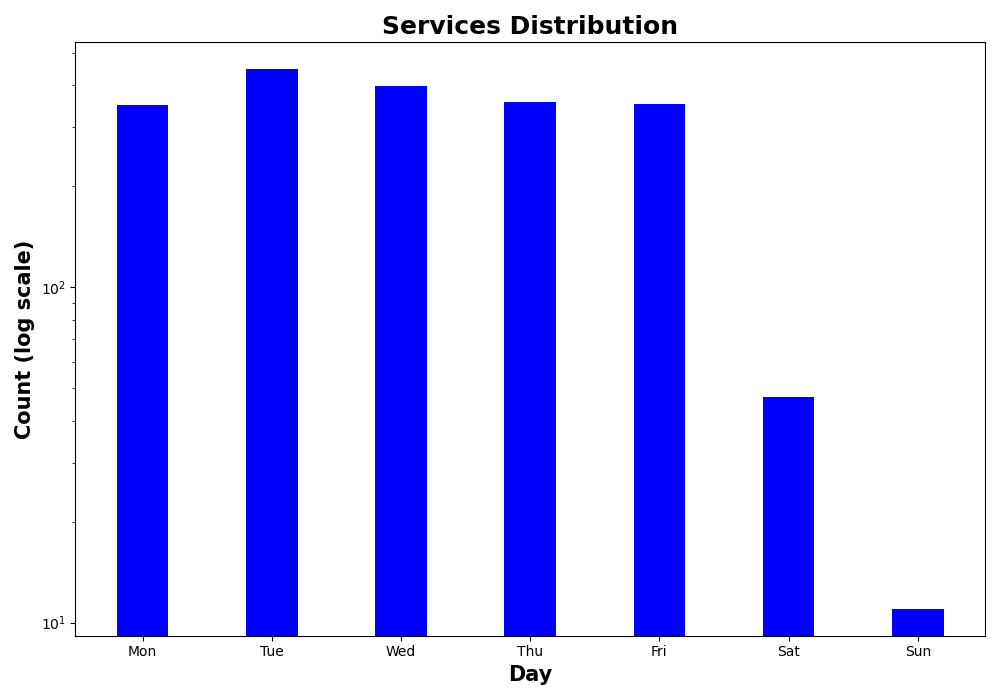 Services Distribution
Count (log scale)
10²
10¹
Mon Tue Wed Thu Fri Sat Sun
Day